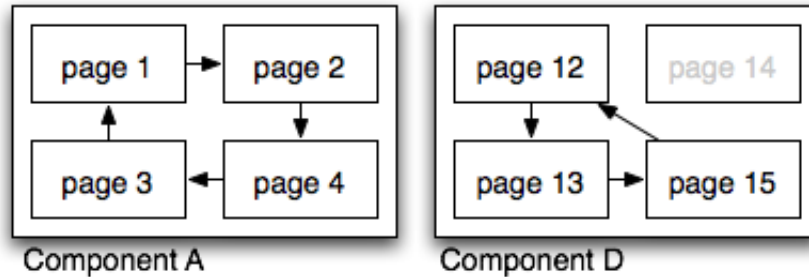 page 1
page 2
page 3
page 4
Component A
page 12
page 14
page 13
page 15
Component D